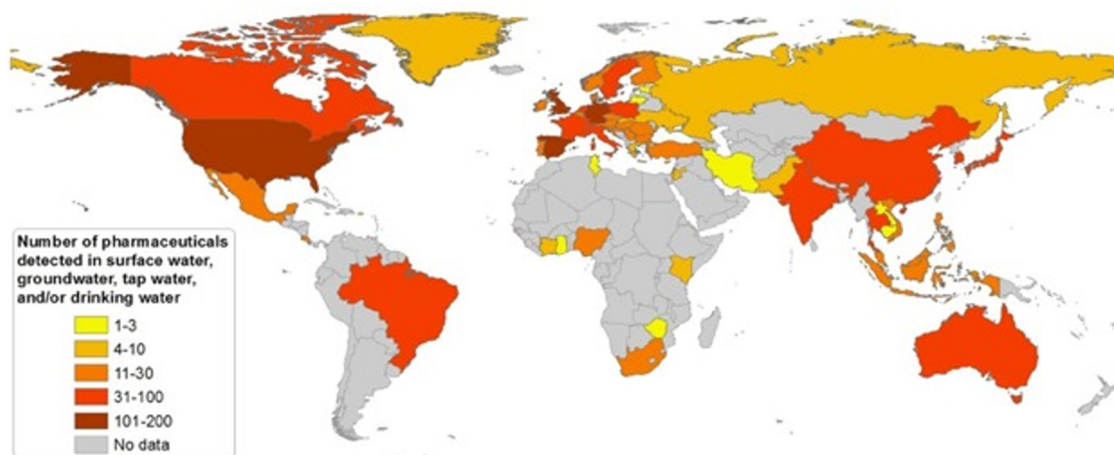 Number of pharmaceuticals
detected in surface water,
groundwater, tap water,
and/or drinking water
1-3
4-10
11-30
31-100
101-200
No data